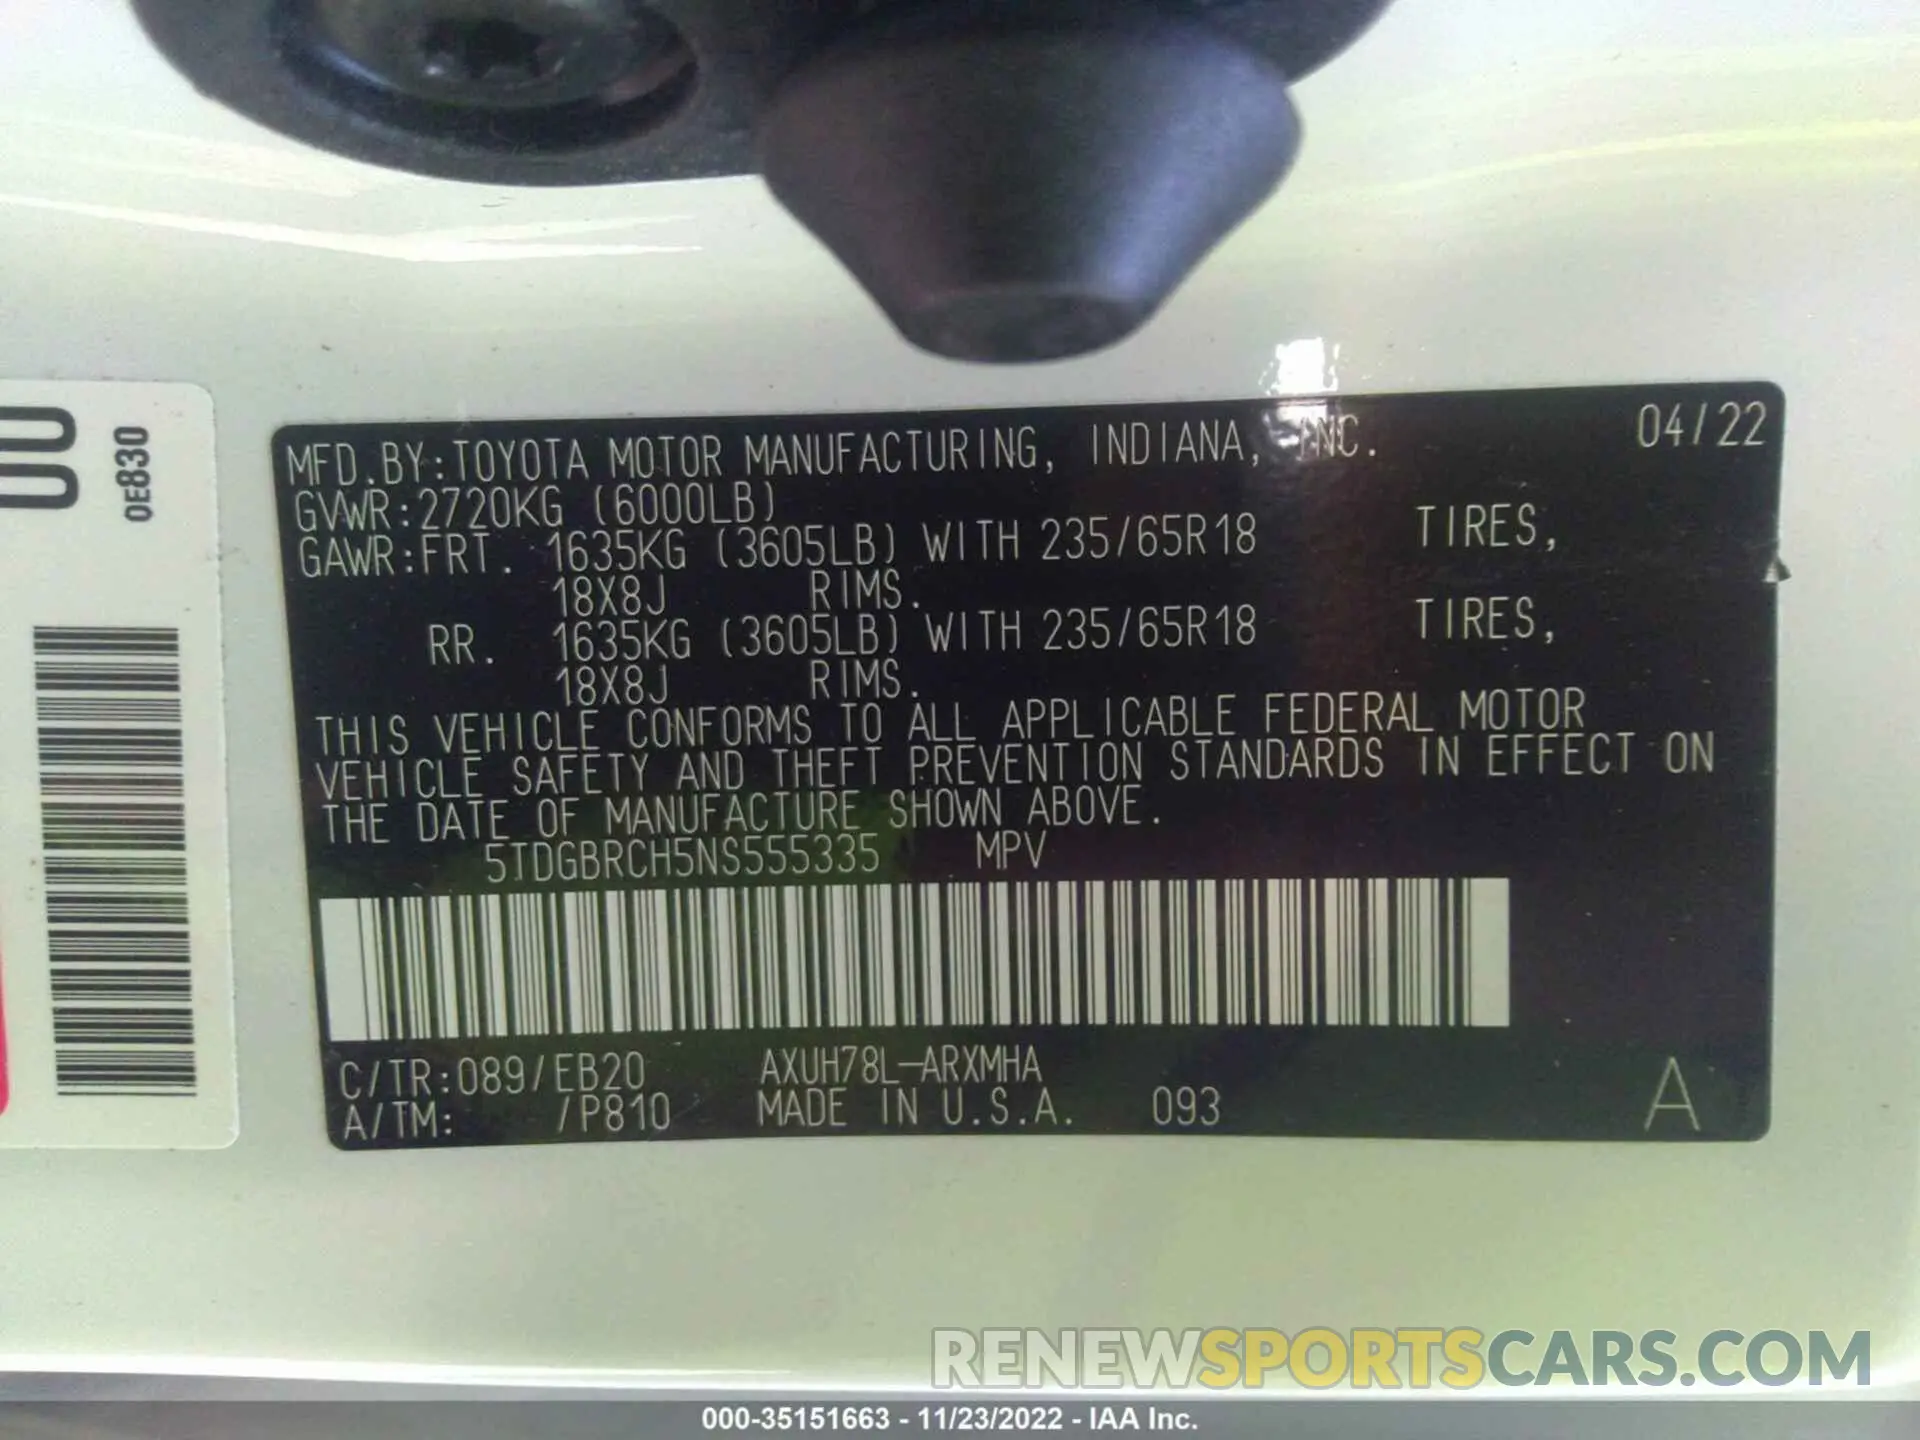 00
0E830
MFD.BY:TOYOTA MOTOR MANUFACTURING, INDIANA, INC. 04/22
GVWR:2720KG (6000LB)
GAWR:FRT. 1635KG (3605LB) WITH 235/65R18 TIRES,
18X8J RIMS.
RR. 1635KG (3605LB) WITH 235/65R18 TIRES,
18X8J RIMS.
THIS VEHICLE CONFORMS TO ALL APPLICABLE FEDERAL MOTOR
VEHICLE SAFETY AND THEFT PREVENTION STANDARDS IN EFFECT ON
THE DATE OF MANUFACTURE SHOWN ABOVE.
5TDGBRCH5NS555335 MPV
C/TR:089/EB20 AXUH78L-ARXMHA
A/TM: /P810 MADE IN U.S.A. 093 A
RENEWSPORTSCARS.COM
000-35151663 - 11/23/2022 - IAA Inc.